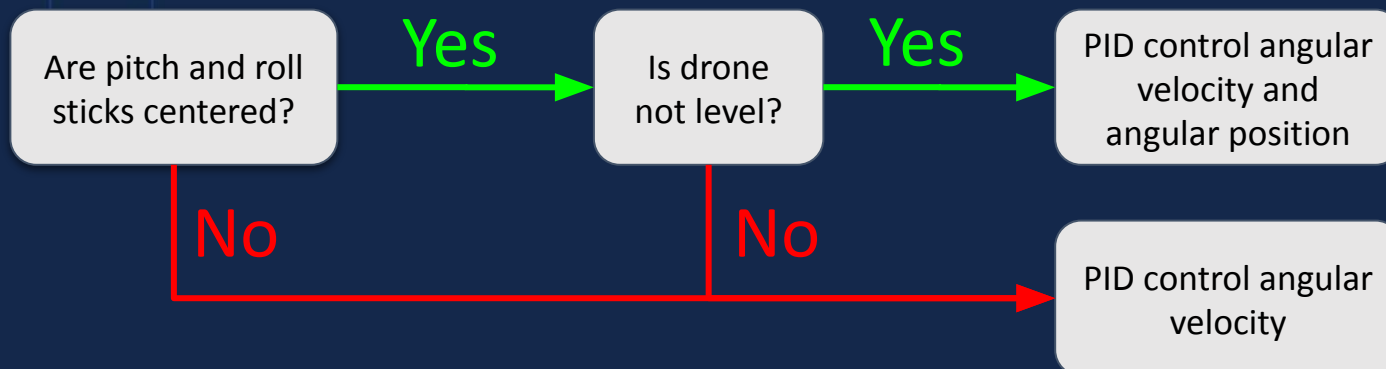 Are pitch and roll
sticks centered?
Yes
Is drone
not level?
Yes
PID control angular
velocity and
angular position
No
No
PID control angular
velocity